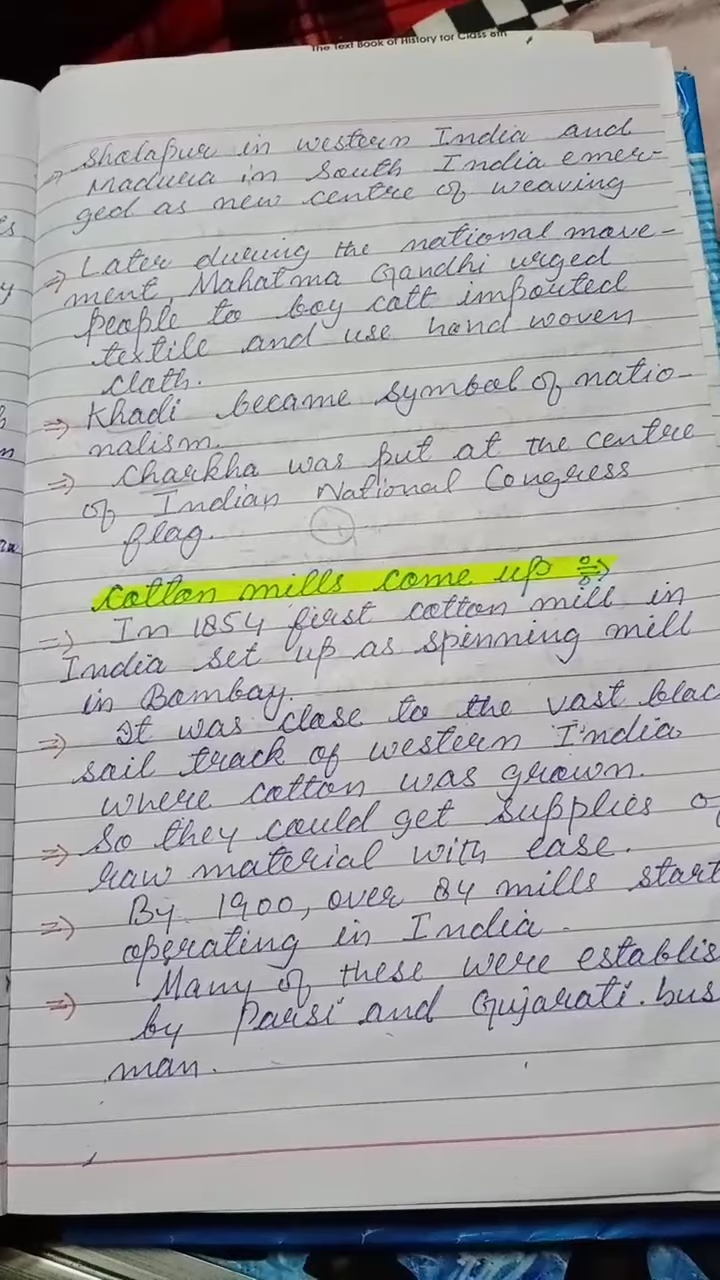 The Text Book of History for Class 8th
⇒ Sholapur in western India and
Madura in South India emer-
ged as new centre of weaving
⇒ Later during the national move-
ment, Mahatma Gandhi urged
people to boy catt imported
textile and use hand woven
cloth.
⇒ Khadi became symbol of natio-
nalism.
⇒ Charkha was put at the centre
of Indian National Congress
flag.
Cotton mills come up ⇒
⇒ In 1854 first cotton mill in
India set up as spinning mill
in Bombay.
⇒ It was close to the vast blac
soil track of western India
where cotton was grown.
⇒ So they could get supplies o
raw material with ease.
⇒ By 1900, over 84 mills start
operating in India.
⇒ Many of these were establis
by Parsi and Gujarati bus
man.